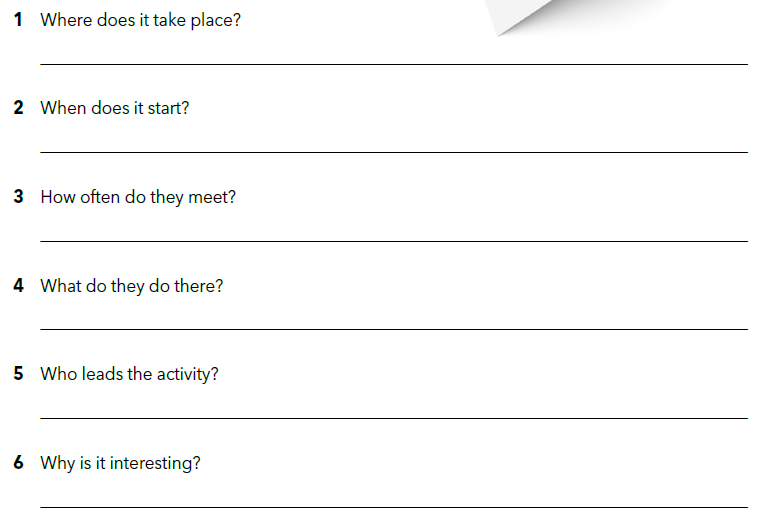 1 Where does it take place?
2 When does it start?
3 How often do they meet?
4 What do they do there?
5 Who leads the activity?
6 Why is it interesting?